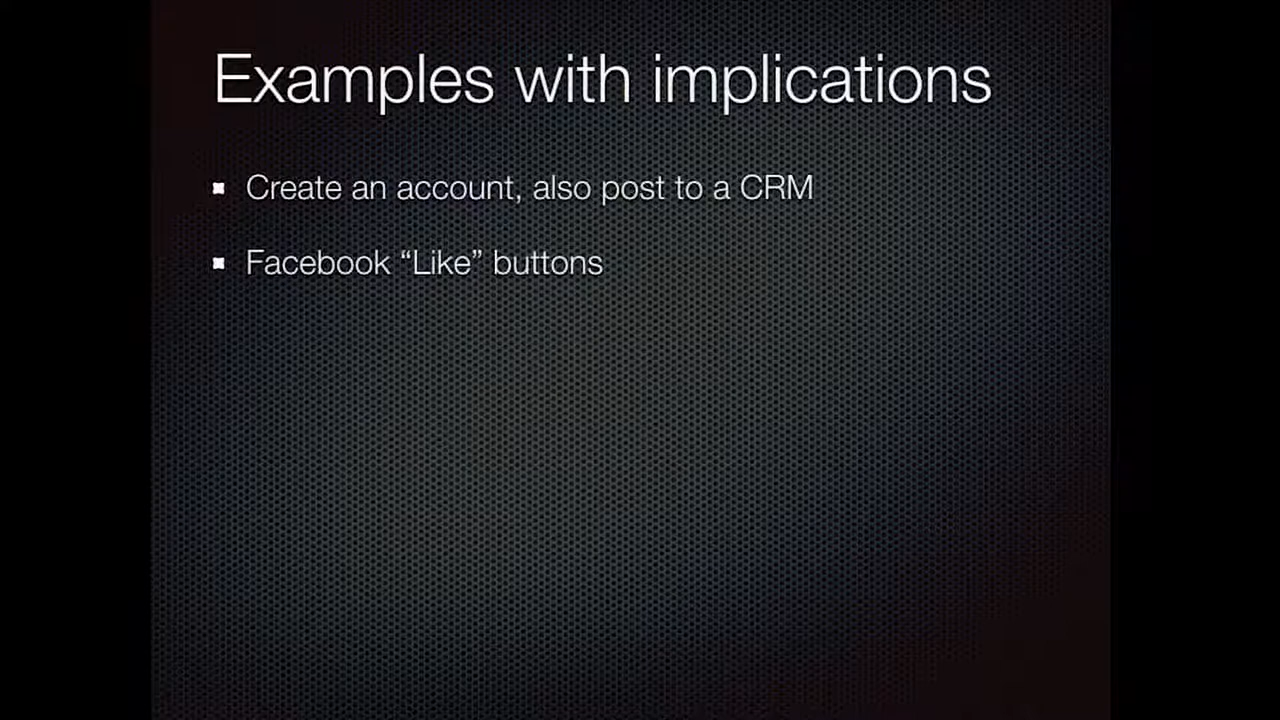 Examples with implications
Create an account, also post to a CRM
Facebook “Like” buttons